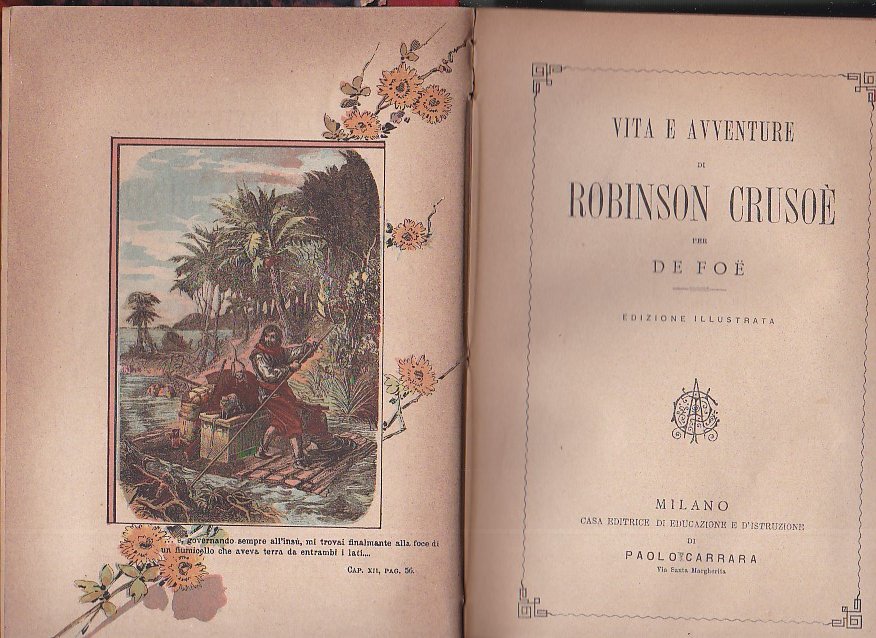 ... e, governando sempre all'insù, mi trovai finalmante alla foce di
un fiumicello che aveva terra da entrambi i lati....
CAP. XII, PAG. 56.
VITA E AVVENTURE
DI
ROBINSON CRUSOÈ
PER
DE FOË
EDIZIONE ILLUSTRATA
MILANO
CASA EDITRICE DI EDUCAZIONE E D'ISTRUZIONE
DI
PAOLO CARRARA
Via Santa Margherita